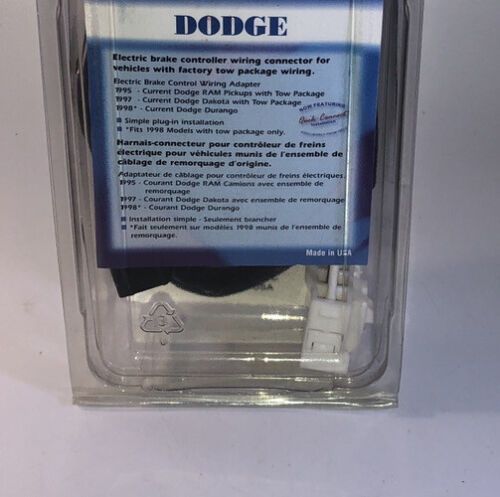 DODGE
Electric brake controller wiring connector for
vehicles with factory tow package wiring.
Electric Brake Control Wiring Adapter
1995 - Current Dodge RAM Pickups with Tow Package
1997 - Current Dodge Dakota with Tow Package
1998* - Current Dodge Durango
Simple plug-in installation
*Fits 1998 Models with tow package only.
NOW FEATURING
Quick-Connect
Harnais-connecteur pour contrôleur de freins
électrique pour véhicules munis de l'ensemble de
câblage de remorquage d'origine.
Adaptateur de câblage pour contrôleur de freins électriques
1995 - Courant Dodge RAM Camions avec ensemble de
remorquage
1997 - Courant Dodge Dakota avec ensemble de remorquage
1998* - Courant Dodge Durango
Installation simple - Seulement brancher
*Fait seulement sur modèles 1998 munis de l'ensemble de
remorquage.
Made in USA
3